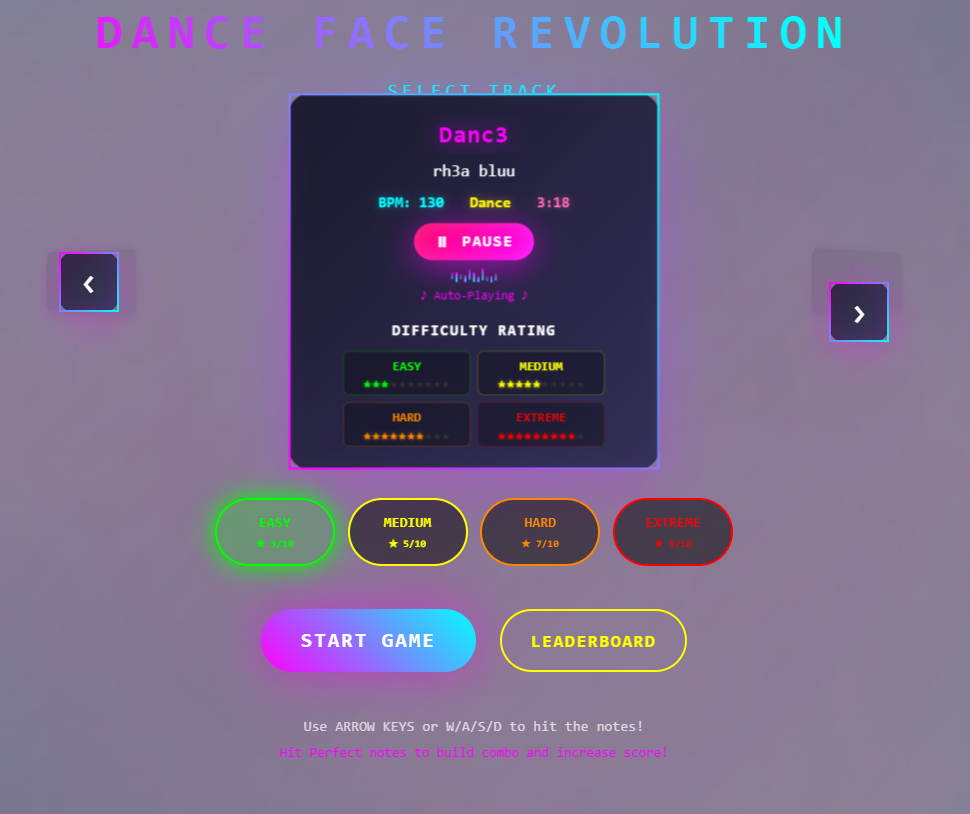 DANCE FACE REVOLUTION
SELECT TRACK
Danc3
rh3a bluu
BPM: 130 Dance 3:18
⏸ PAUSE
♪ Auto-Playing ♪
DIFFICULTY RATING
EASY MEDIUM
★★★★★★★★★★ ★★★★★★★★★★
HARD EXTREME
★★★★★★★★★★ ★★★★★★★★★★
‹ ›
EASY MEDIUM HARD EXTREME
★ 3/10 ★ 5/10 ★ 7/10 ★ 9/10
START GAME LEADERBOARD
Use ARROW KEYS or W/A/S/D to hit the notes!
Hit Perfect notes to build combo and increase score!